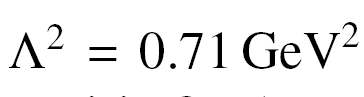 Λ² = 0.71 GeV²